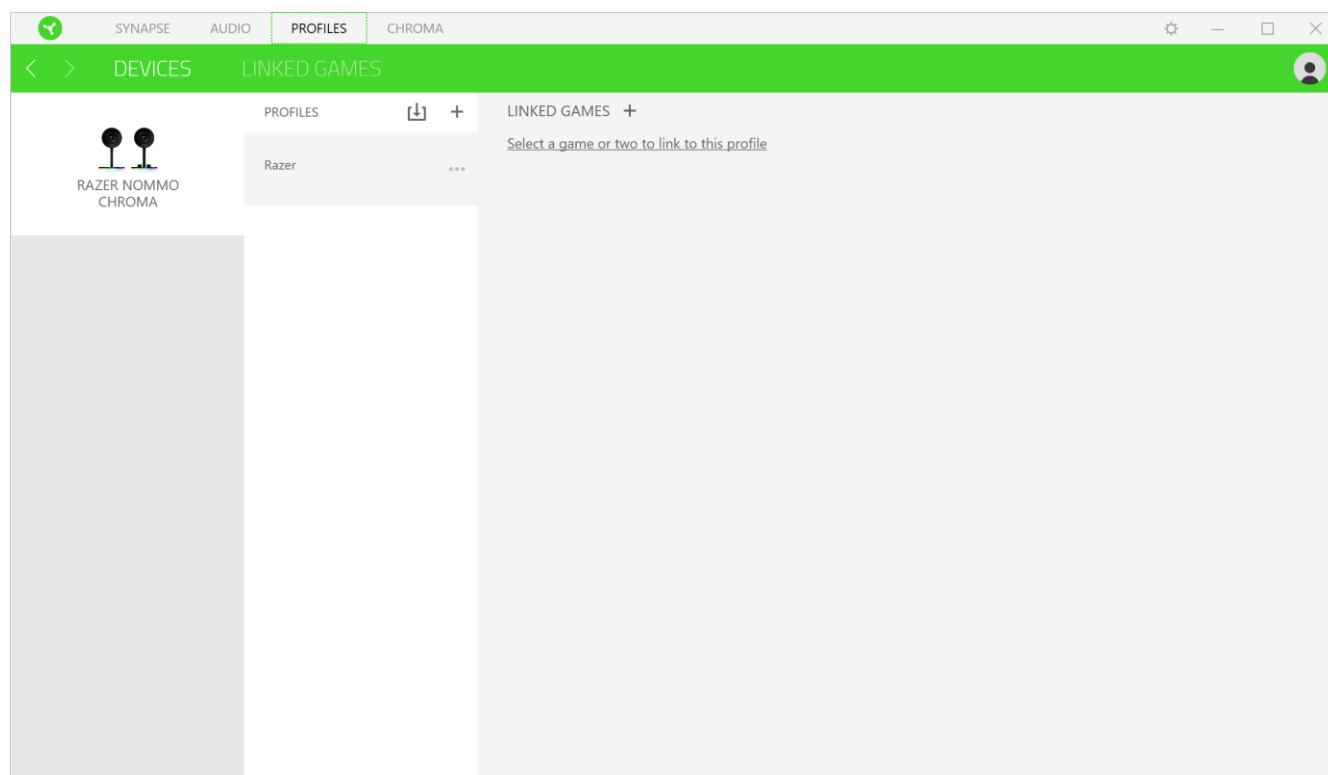 SYNAPSE AUDIO PROFILES CHROMA
DEVICES LINKED GAMES
RAZER NOMMO
CHROMA
PROFILES
Razer
LINKED GAMES
Select a game or two to link to this profile